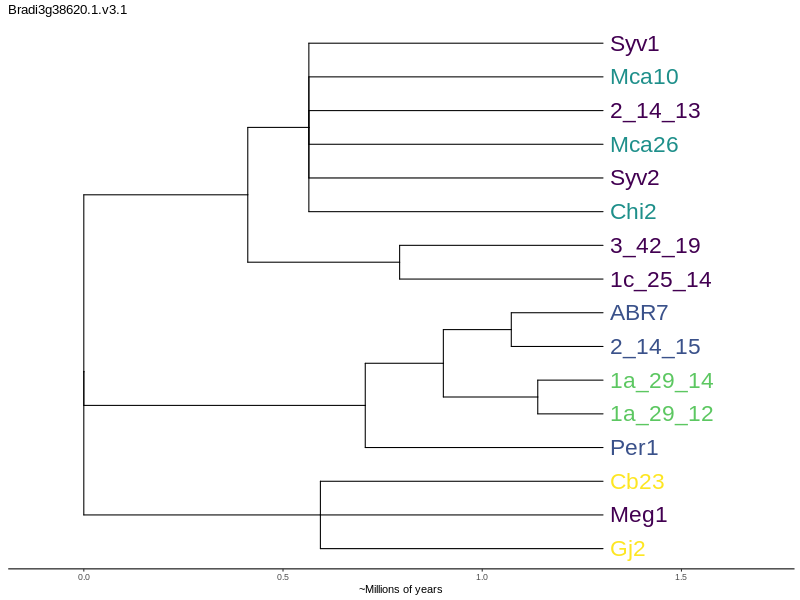 Bradi3g38620.1.v3.1
Syv1
Mca10
2_14_13
Mca26
Syv2
Chi2
3_42_19
1c_25_14
ABR7
2_14_15
1a_29_14
1a_29_12
Per1
Cb23
Meg1
Gj2
0.0 0.5 1.0 1.5
~Millions of years